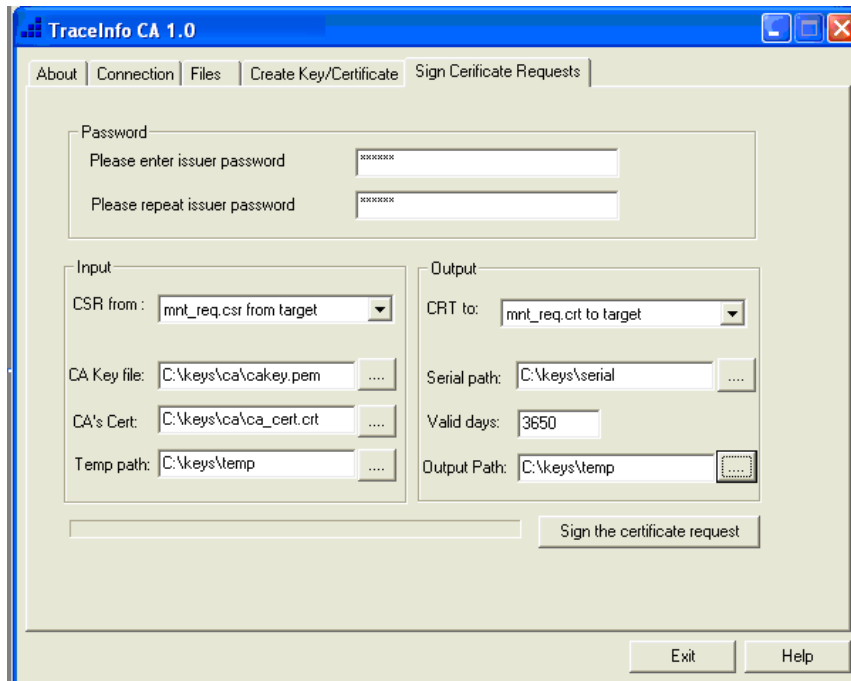 TraceInfo CA 1.0
About Connection Files Create Key/Certificate Sign Cerificate Requests
Password
Please enter issuer password ******
Please repeat issuer password ******
Input
CSR from : mnt_req.csr from target
CA Key file: C:\keys\ca\cakey.pem ....
CA's Cert: C:\keys\ca\ca_cert.crt ....
Temp path: C:\keys\temp ....
Output
CRT to: mnt_req.crt to target
Serial path: C:\keys\serial ....
Valid days: 3650
Output Path: C:\keys\temp ....
Sign the certificate request
Exit Help